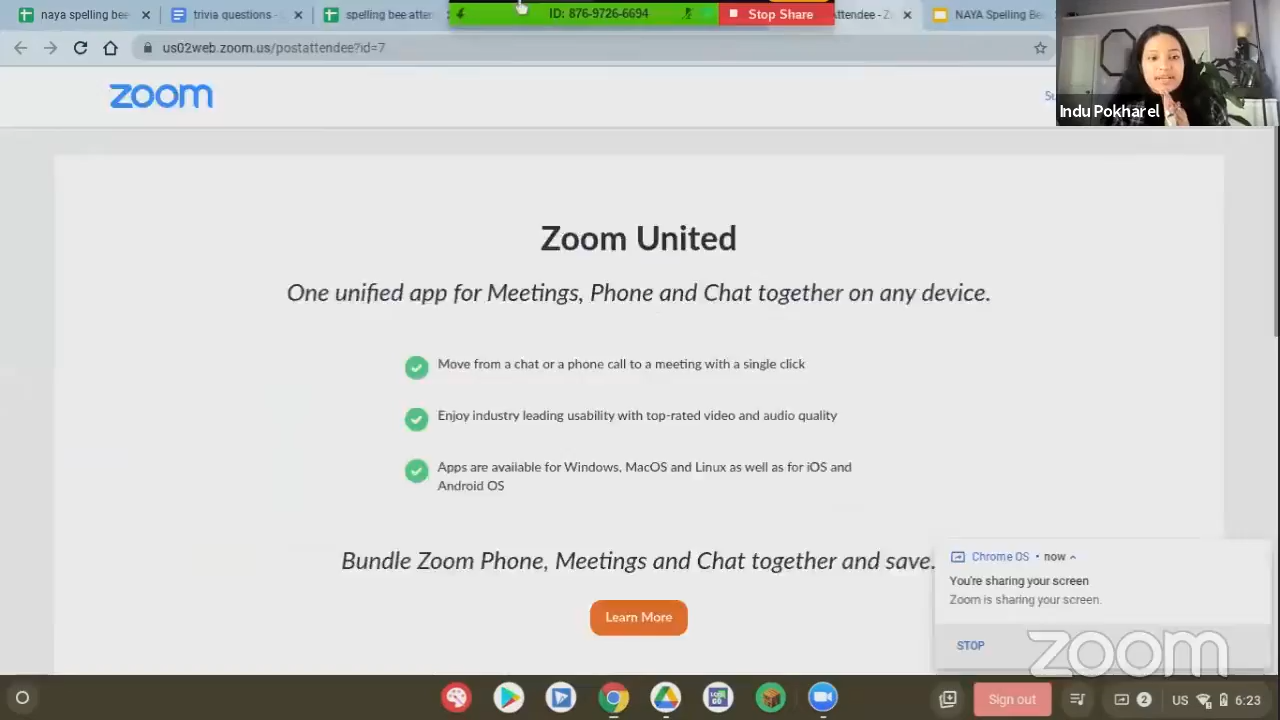 naya spelling bee
trivia questions -
spelling bee atten
ID: 876-9726-6694
Stop Share
Attendee - Z
NAYA Spelling Be
us02web.zoom.us/postattendee?id=7
zoom
Indu Pokharel
Zoom United
One unified app for Meetings, Phone and Chat together on any device.
Move from a chat or a phone call to a meeting with a single click
Enjoy industry leading usability with top-rated video and audio quality
Apps are available for Windows, MacOS and Linux as well as for iOS and
Android OS
Bundle Zoom Phone, Meetings and Chat together and save.
Learn More
Chrome OS • now
You're sharing your screen
Zoom is sharing your screen.
STOP
zoom
Sign out
2
US
6:23